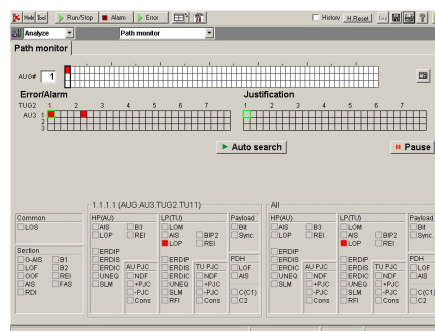 Mntr Tool Run/Stop Alarm Error History H.Reset Log
Analyze Path monitor
Path monitor
AUG# 1
Error/Alarm Justification
TUG2 1 2 3 4 5 6 7 1 2 3 4 5 6 7
AU3 1
2
3
Auto search Pause
1.1.1.1 (AUG.AU3.TUG2.TU11) All
Common HP(AU) LP(TU) Payload HP(AU) LP(TU) Payload
LOS AIS B3 LOM Bit AIS B3 LOM Bit
LOP REI AIS BIP2 Sync. LOP REI AIS BIP2 Sync.
LOP REI LOP REI
Section ERDIP PDH ERDIP PDH
G-AIS B1 ERDIS AU PJC ERDIP TU PJC LOF ERDIS AU PJC ERDIP TU PJC LOF
LOF B2 ERDIC NDF ERDIS NDF AIS ERDIC NDF ERDIS NDF AIS
OOF REI UNEQ +PJC ERDIC +PJC UNEQ +PJC ERDIC +PJC
AIS FAS SLM -PJC UNEQ -PJC C(C1) SLM -PJC UNEQ -PJC C(C1)
RDI Cons SLM Cons C2 Cons SLM Cons C2
RFI RFI